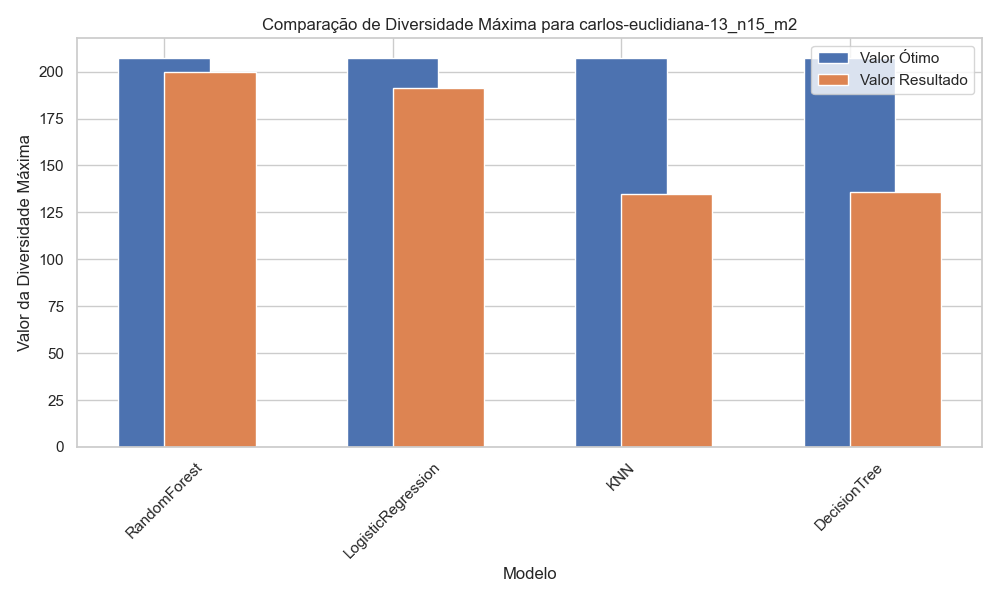 Comparação de Diversidade Máxima para carlos-euclidiana-13_n15_m2
Valor Ótimo
Valor Resultado
Valor da Diversidade Máxima
200
175
150
125
100
75
50
25
0
RandomForest
LogisticRegression
KNN
DecisionTree
Modelo